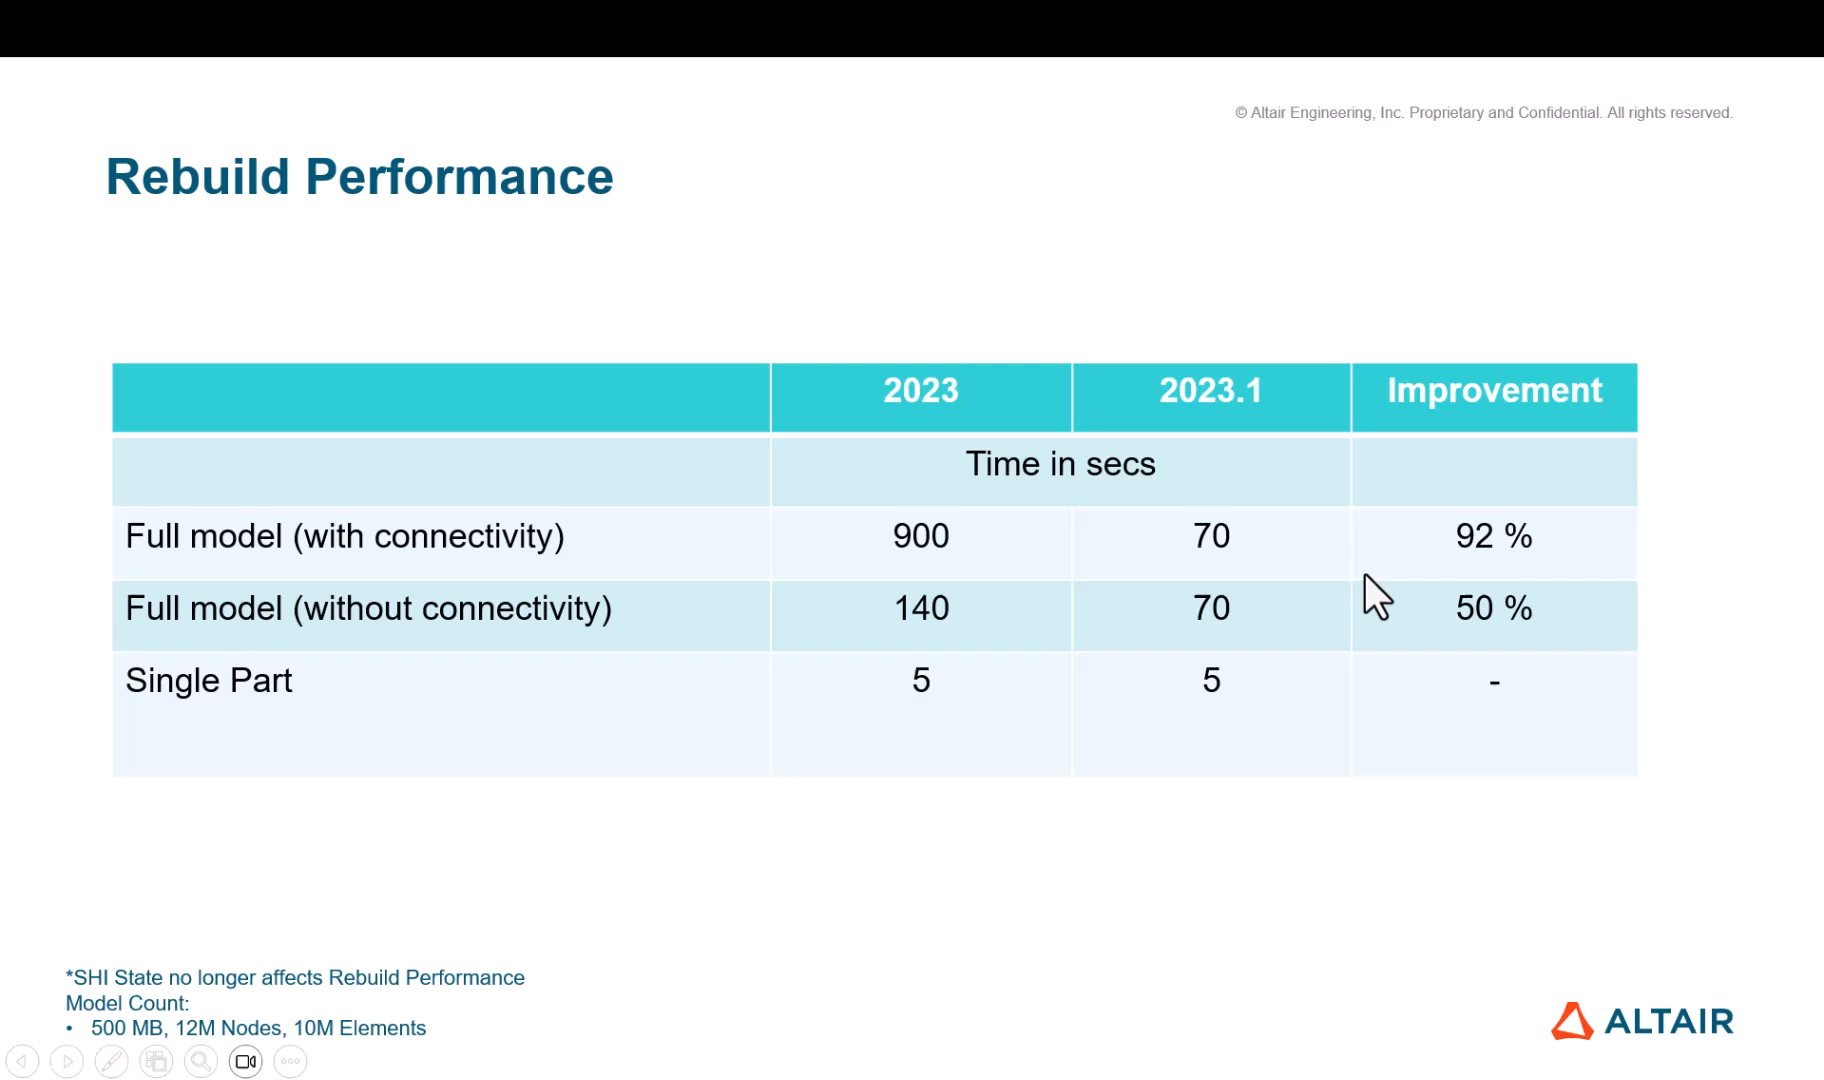 © Altair Engineering, Inc. Proprietary and Confidential. All rights reserved.
Rebuild Performance
2023 2023.1 Improvement
Time in secs
Full model (with connectivity) 900 70 92 %
Full model (without connectivity) 140 70 50 %
Single Part 5 5 -
*SHI State no longer affects Rebuild Performance
Model Count:
• 500 MB, 12M Nodes, 10M Elements
ALTAIR